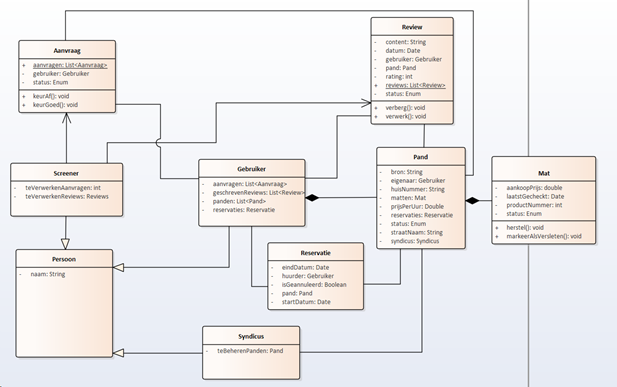 Aanvraag
+ aanvragen: List<Aanvraag>
- gebruiker: Gebruiker
- status: Enum
+ keurAf(): void
+ keurGoed(): void
Review
- content: String
- datum: Date
- gebruiker: Gebruiker
- pand: Pand
- rating: int
+ reviews: List<Review>
- status: Enum
+ verberg(): void
+ verwerk(): void
Screener
- teVerwerkenAanvragen: int
- teVerwerkenReviews: Reviews
Gebruiker
- aanvragen: List<Aanvraag>
- geschrevenReviews: List<Review>
- panden: List<Pand>
- reservaties: Reservatie
Pand
- bron: String
- eigenaar: Gebruiker
- huisNummer: String
- matten: Mat
- prijsPerUur: Double
- reservaties: Reservatie
- status: Enum
- straatNaam: String
- syndicus: Syndicus
Mat
- aankoopPrijs: double
- laatstGecheckt: Date
- productNummer: int
- status: Enum
+ herstel(): void
+ markeerAlsVersleten(): void
Persoon
- naam: String
Reservatie
- eindDatum: Date
- huurder: Gebruiker
- isGeannuleerd: Boolean
- pand: Pand
- startDatum: Date
Syndicus
- teBeherenPanden: Pand